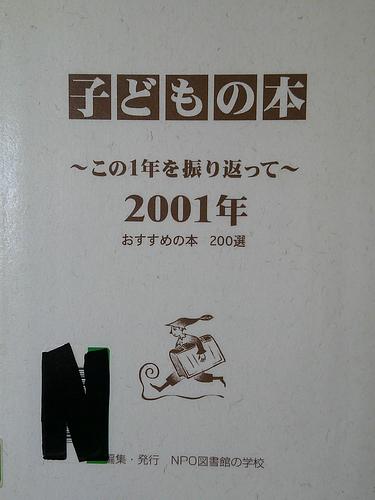 子どもの本
～この1年を振り返って～
2001年
おすすめの本 200選
編集・発行 NPO図書館の学校